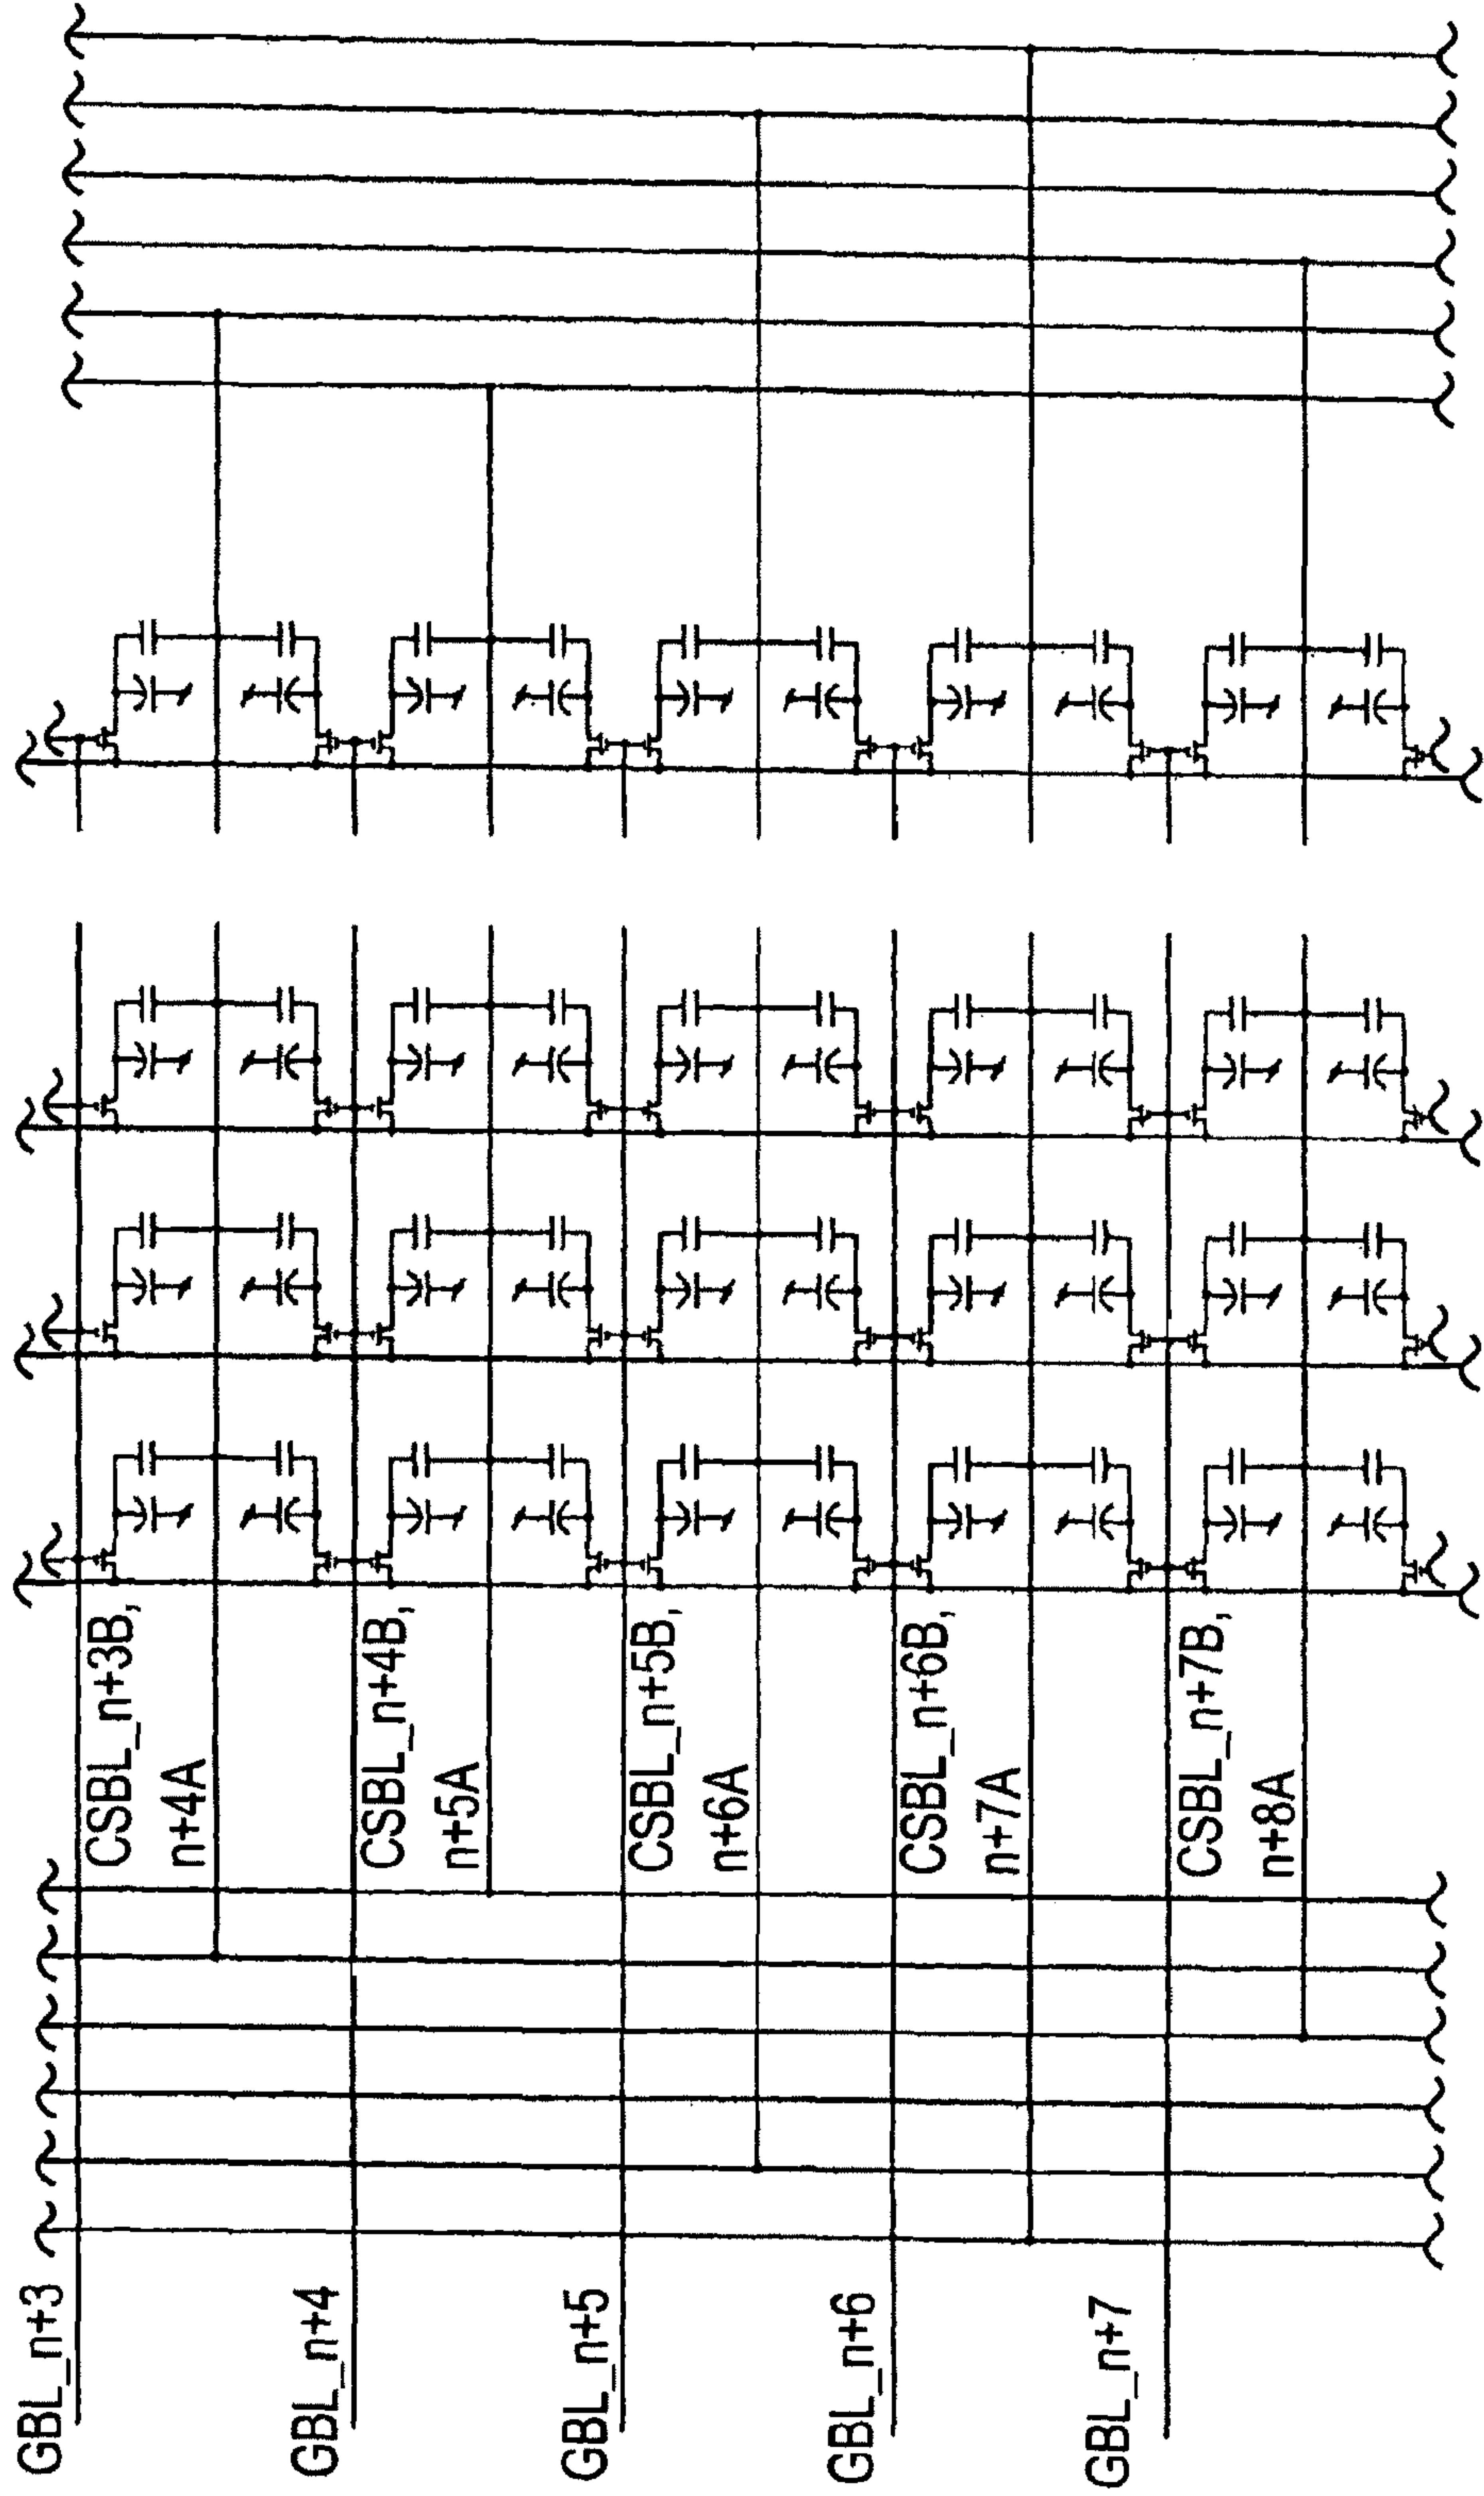 GBL_n+3
CSBL_n+3B,
n+4A
GBL_n+4
CSBL_n+4B,
n+5A
GBL_n+5
CSBL_n+5B,
n+6A
GBL_n+6
CSBL_n+6B,
n+7A
GBL_n+7
CSBL_n+7B,
n+8A